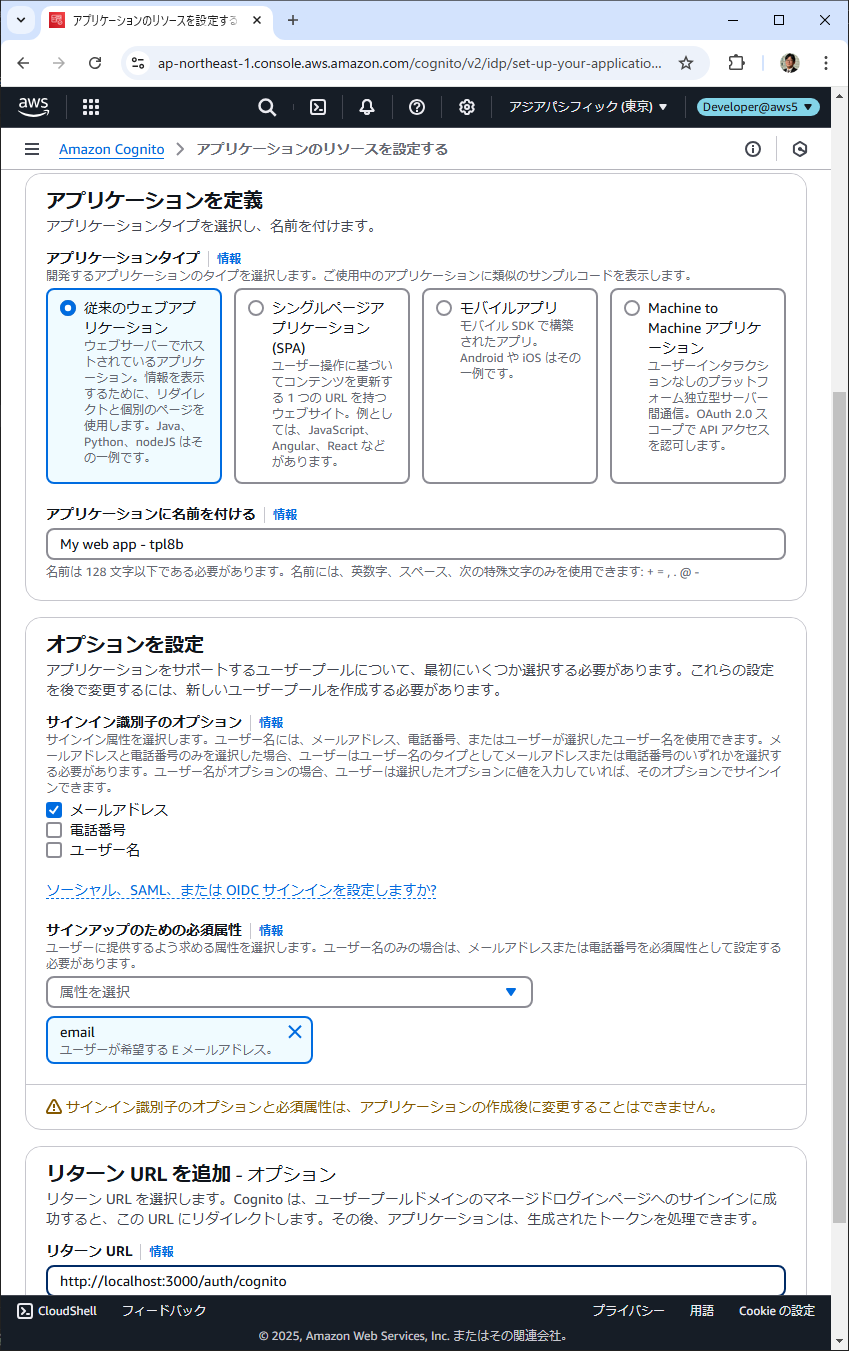 アプリケーションのリソースを設定する
ap-northeast-1.console.aws.amazon.com/cognito/v2/idp/set-up-your-applicatio...
aws
アジアパシフィック (東京) ▼
Developer@aws5 ▼
Amazon Cognito
アプリケーションのリソースを設定する
アプリケーションを定義
アプリケーションタイプを選択し、名前を付けます。
アプリケーションタイプ 情報
開発するアプリケーションのタイプを選択します。ご使用中のアプリケーションに類似のサンプルコードを表示します。
従来のウェブアプ
リケーション
ウェブサーバーでホス
トされているアプリケ
ーション。情報を表示
するために、リダイレ
クトと個別のページを
使用します。Java、
Python、nodeJS はそ
の一例です。
シングルページア
プリケーション
(SPA)
ユーザー操作に基づい
てコンテンツを更新す
る 1 つの URL を持つ
ウェブサイト。例とし
ては、JavaScript、
Angular、React など
があります。
モバイルアプリ
モバイル SDK で構築
されたアプリ。
Android や iOS はその
一例です。
Machine to
Machine アプリケ
ーション
ユーザーインタラクシ
ョンなしのプラットフ
ォーム独立型サーバー
間通信。OAuth 2.0 ス
コープで API アクセス
を認可します。
アプリケーションに名前を付ける 情報
My web app - tpl8b
名前は 128 文字以下である必要があります。名前には、英数字、スペース、次の特殊文字のみを使用できます: + = , . @ -
オプションを設定
アプリケーションをサポートするユーザープールについて、最初にいくつか選択する必要があります。これらの設定
を後で変更するには、新しいユーザープールを作成する必要があります。
サインイン識別子のオプション 情報
サインイン属性を選択します。ユーザー名には、メールアドレス、電話番号、またはユーザーが選択したユーザー名を使用できます。メ
ールアドレスと電話番号のみを選択した場合、ユーザーはユーザー名のタイプとしてメールアドレスまたは電話番号のいずれかを選択す
る必要があります。ユーザー名がオプションの場合、ユーザーは選択したオプションに値を入力していれば、そのオプションでサインイ
ンできます。
メールアドレス
電話番号
ユーザー名
ソーシャル、SAML、または OIDC サインインを設定しますか?
サインアップのための必須属性 情報
ユーザーに提供するよう求める属性を選択します。ユーザー名のみの場合は、メールアドレスまたは電話番号を必須属性として設定する
必要があります。
属性を選択
email
ユーザーが希望する E メールアドレス。
サインイン識別子のオプションと必須属性は、アプリケーションの作成後に変更することはできません。
リターン URL を追加 - オプション
リターン URL を選択します。Cognito は、ユーザープールドメインのマネージドログインページへのサインインに成
功すると、この URL にリダイレクトします。その後、アプリケーションは、生成されたトークンを処理できます。
リターン URL 情報
http://localhost:3000/auth/cognito
CloudShell フィードバック プライバシー 用語 Cookie の設定
© 2025, Amazon Web Services, Inc. またはその関連会社。